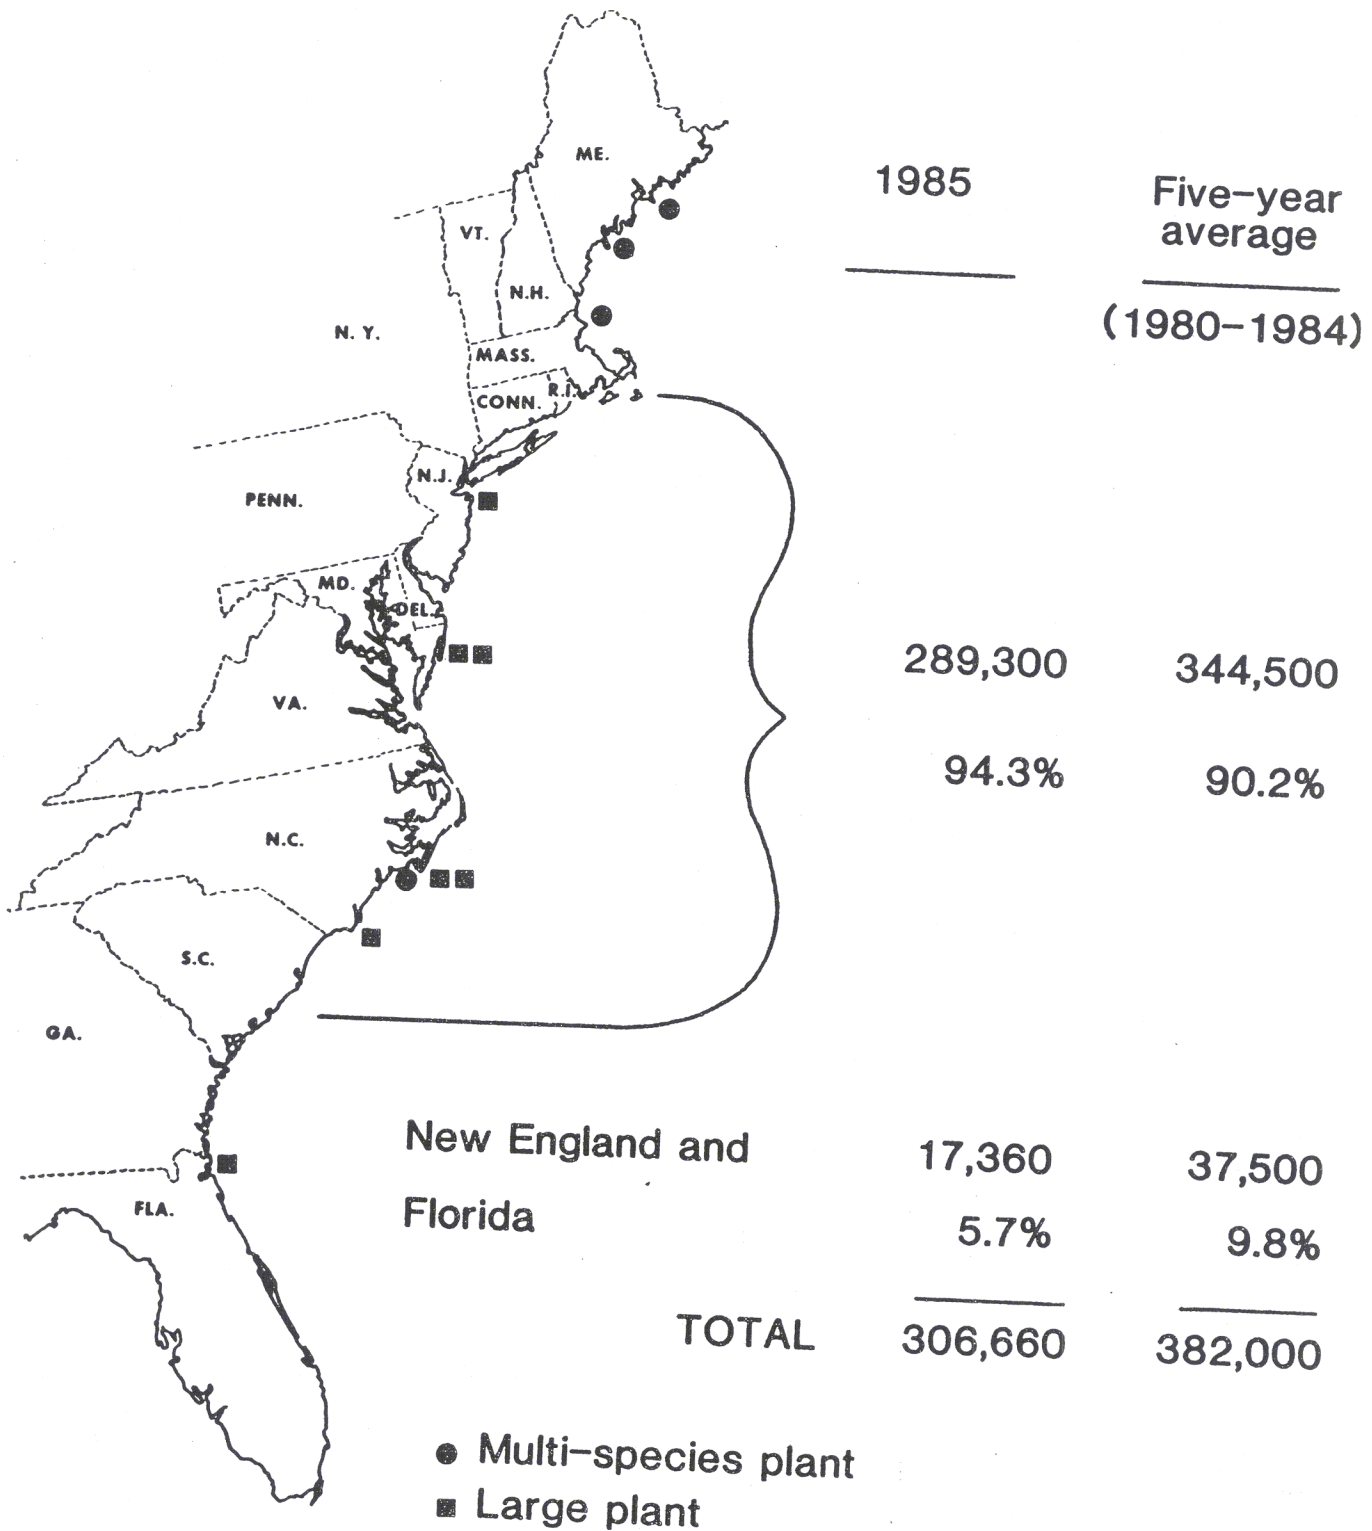 ME.
1985
Five-year
average
VT.
N.H.
(1980-1984)
N. Y.
MASS.
R.I.
CONN.
N.J.
PENN.
MD.
DEL.
289,300 344,500
VA.
94.3% 90.2%
N.C.
S.C.
GA.
New England and 17,360 37,500
FLA.
Florida 5.7% 9.8%
TOTAL 306,660 382,000
● Multi-species plant
■ Large plant